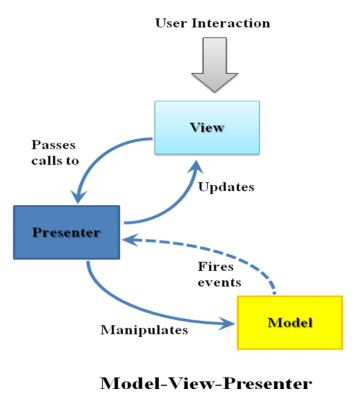 User Interaction
View
Passes
calls to
Updates
Presenter
Fires
events
Manipulates
Model
Model-View-Presenter